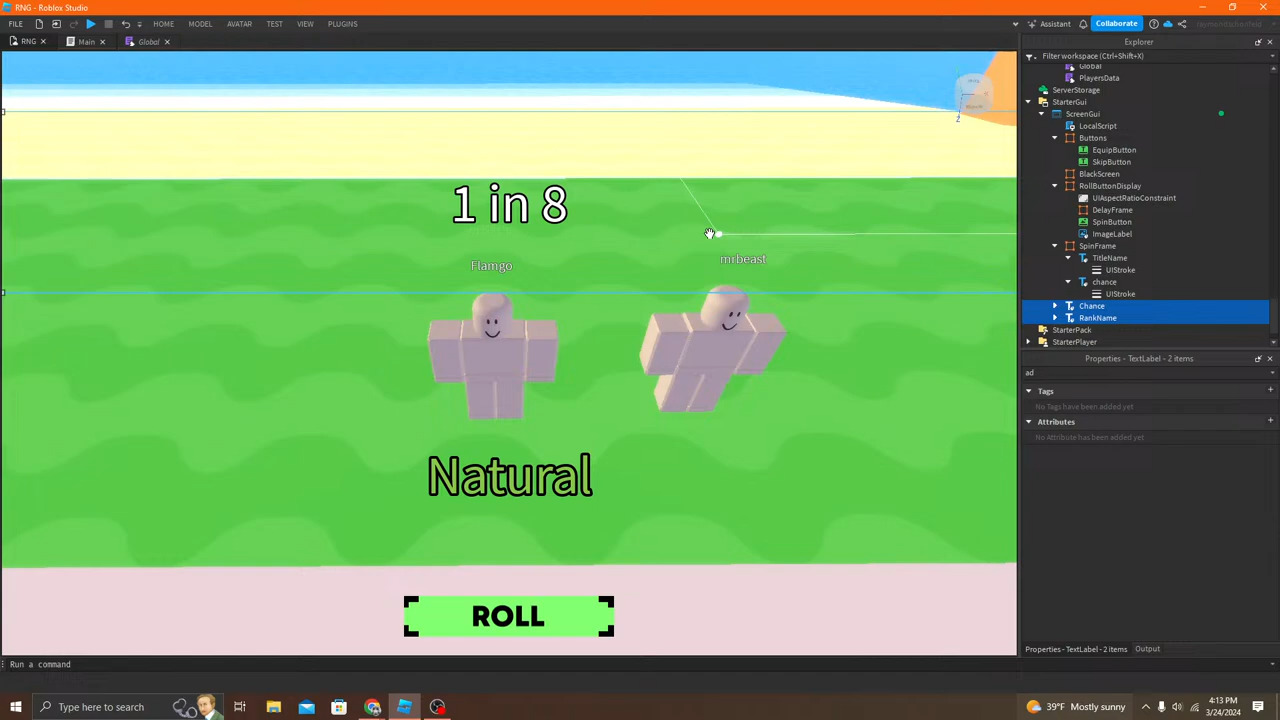 RNG - Roblox Studio
FILE HOME MODEL AVATAR TEST VIEW PLUGINS Assistant Collaborate
RNG Main Global
Explorer
Filter workspace (Ctrl+Shift+X)
Global
PlayersData
ServerStorage
StarterGui
ScreenGui
LocalScript
Buttons
EquipButton
SkipButton
BlackScreen
RollButtonDisplay
UIAspectRatioConstraint
DelayFrame
SpinButton
ImageLabel
SpinFrame
TitleName
UIStroke
chance
UIStroke
Chance
RankName
StarterPack
StarterPlayer
Properties - TextLabel - 2 items
ad
Tags
No Tags have been added yet
Attributes
No Attribute has been added yet
Properties - TextLabel - 2 items Output
1 in 8
Flamgo
mrbeast
Natural
ROLL
Run a command
Type here to search
39°F Mostly sunny
4:13 PM
3/24/2024